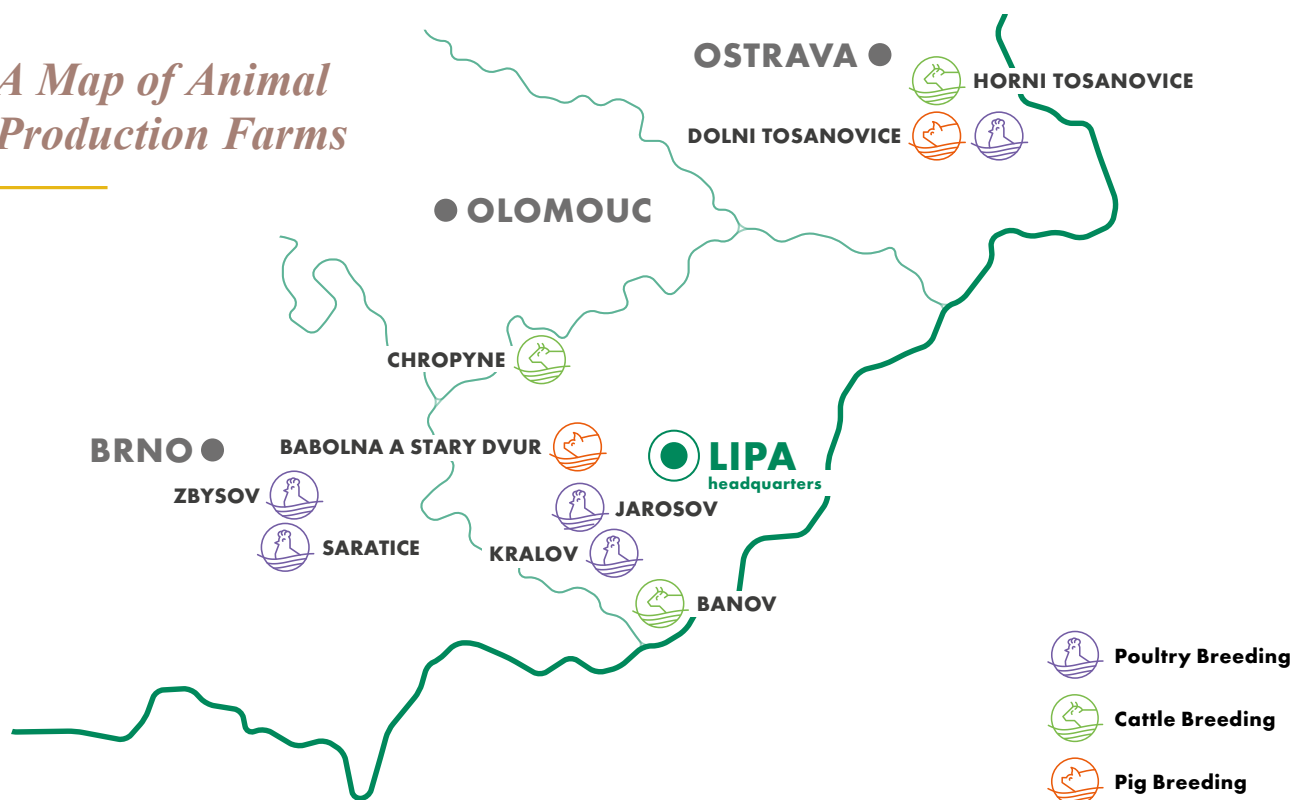 A Map of Animal
Production Farms
OSTRAVA
HORNI TOSANOVICE
DOLNI TOSANOVICE
OLOMOUC
CHROPYNE
BRNO
BABOLNA A STARY DVUR
LIPA
headquarters
ZBYSOV
JAROSOV
SARATICE
KRALOV
BANOV
Poultry Breeding
Cattle Breeding
Pig Breeding